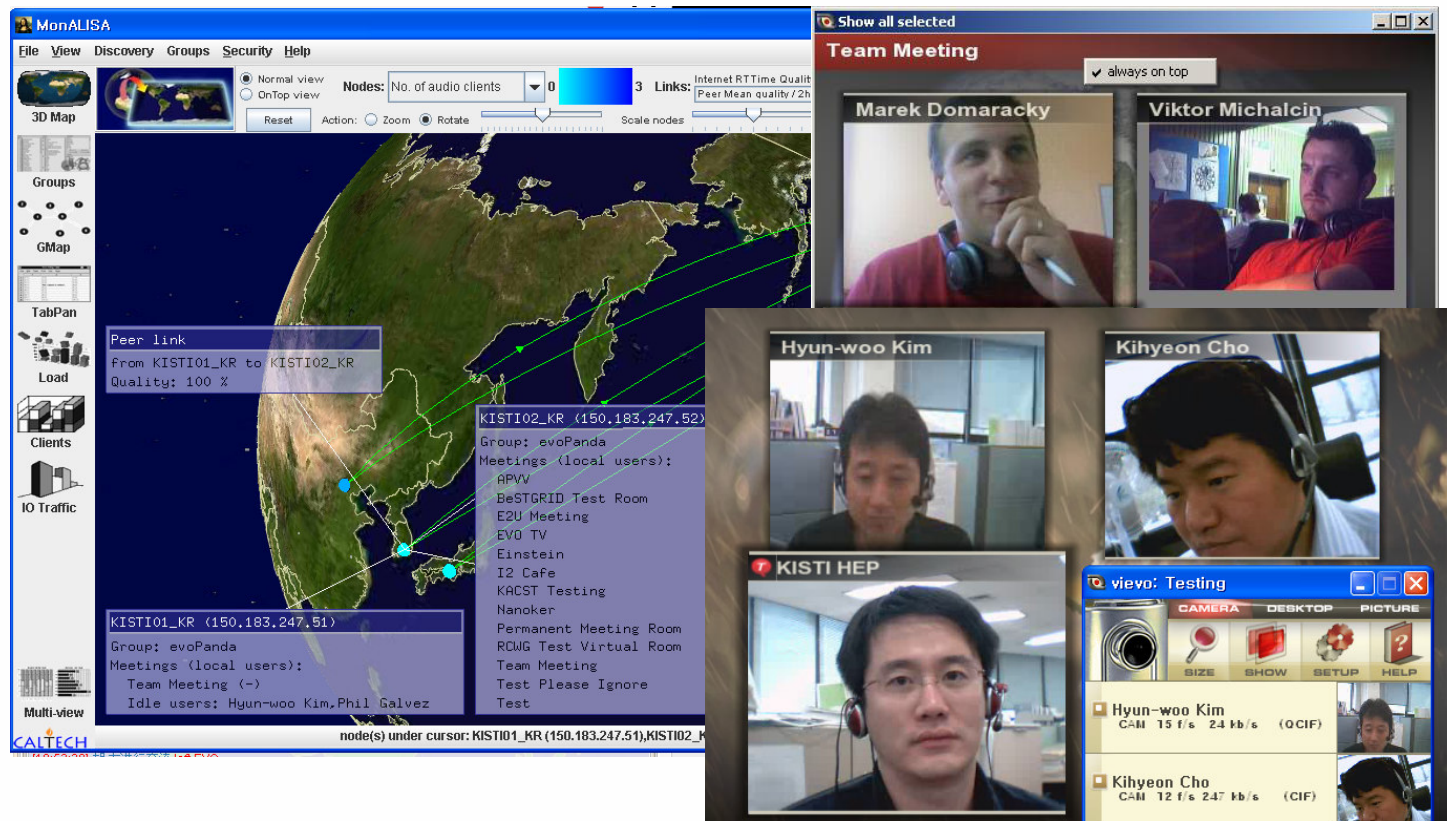 MonALISA
File View Discovery Groups Security Help
3D Map
Normal view
OnTop view
Nodes: No. of audio clients 0 3 Links: Internet RTTime Qualit
Peer Mean quality / 2h
Reset Action: Zoom Rotate Scale nodes
Groups
GMap
TabPan
Load
Clients
IO Traffic
Multi-view
CALTECH
Peer link
from KISTI01_KR to KISTI02_KR
Quality: 100 %
KISTI02_KR (150.183.247.52)
Group: evoPanda
Meetings (local users):
APVV
BeSTGRID Test Room
E2U Meeting
EVO TV
Einstein
I2 Cafe
KACST Testing
Nanoker
Permanent Meeting Room
RCWG Test Virtual Room
Team Meeting
Test Please Ignore
Test
KISTI01_KR (150.183.247.51)
Group: evoPanda
Meetings (local users):
Team Meeting (-)
Idle users: Hyun-woo Kim,Phil Galvez
node(s) under cursor: KISTI01_KR (150.183.247.51),KISTI02_K
Show all selected
Team Meeting
always on top
Marek Domaracky
Viktor Michalcin
Hyun-woo Kim
Kihyeon Cho
KISTI HEP
vievo: Testing
CAMERA DESKTOP PICTURE
SIZE SHOW SETUP HELP
Hyun-woo Kim
CAM 15 f/s 24 kb/s (QCIF)
Kihyeon Cho
CAM 12 f/s 247 kb/s (CIF)